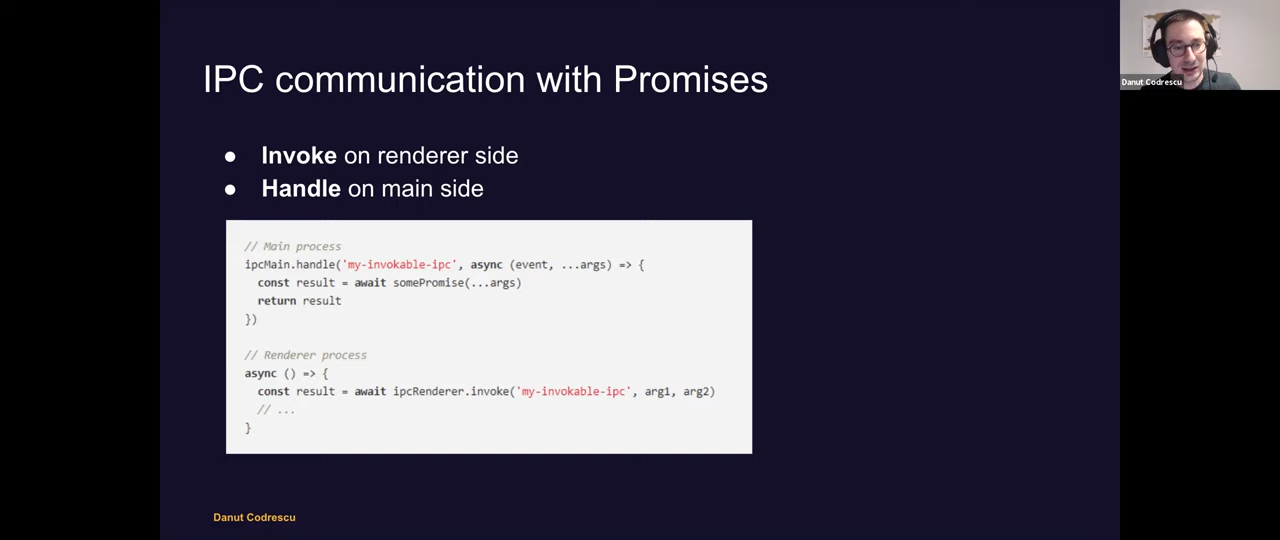 IPC communication with Promises
Danut Codrescu
● Invoke on renderer side
● Handle on main side
// Main process
ipcMain.handle('my-invokable-ipc', async (event, ...args) => {
  const result = await somePromise(...args)
  return result
})
// Renderer process
async () => {
  const result = await ipcRenderer.invoke('my-invokable-ipc', arg1, arg2)
  // ...
}
Danut Codrescu